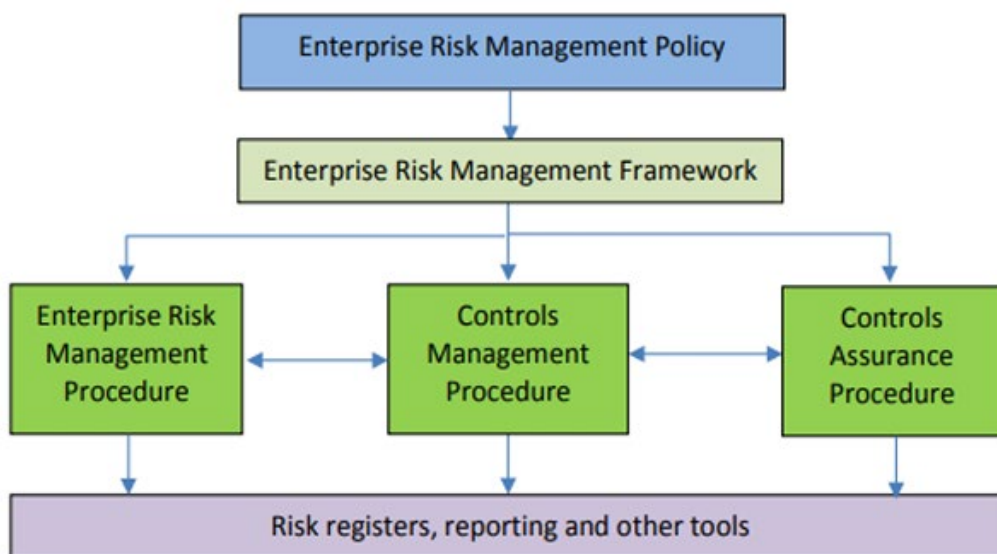 Enterprise Risk Management Policy
Enterprise Risk Management Framework
Enterprise Risk
Management
Procedure
Controls
Management
Procedure
Controls
Assurance
Procedure
Risk registers, reporting and other tools